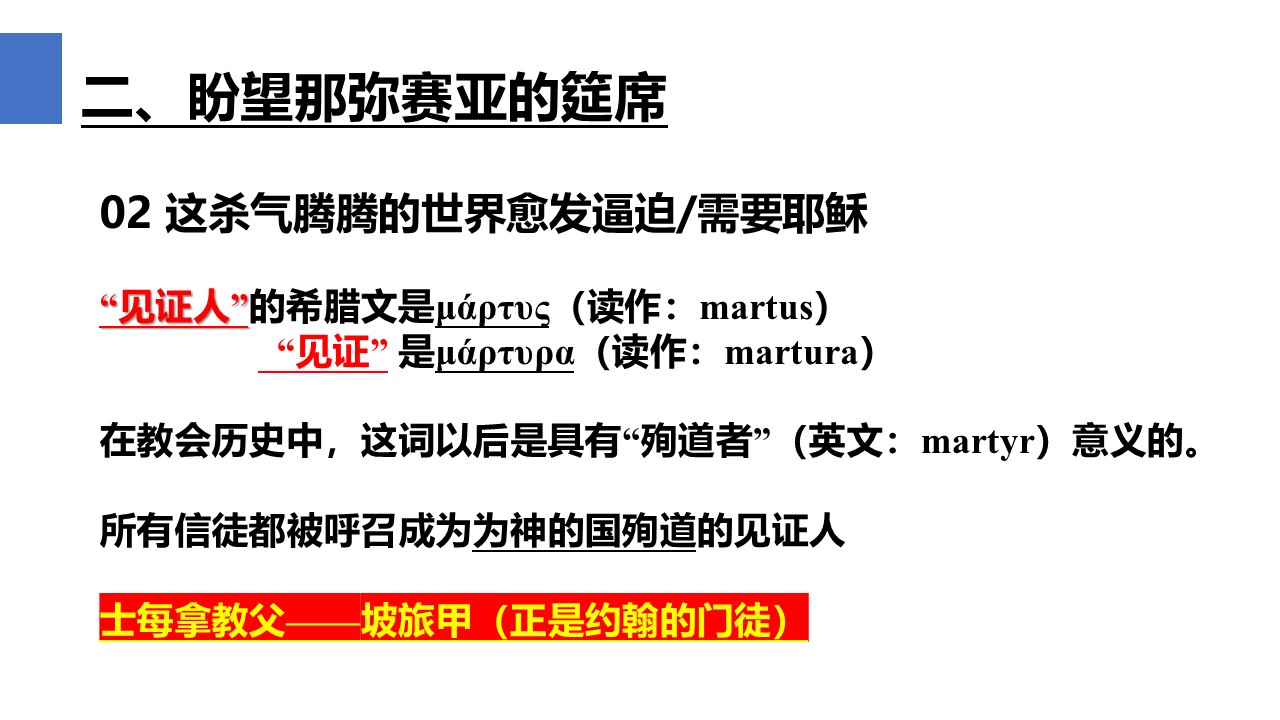 二、盼望那弥赛亚的筵席
02 这杀气腾腾的世界愈发逼迫/需要耶稣
“见证人”的希腊文是μάρτυς（读作：martus）
“见证” 是μάρτυρα（读作：martura）
在教会历史中，这词以后是具有“殉道者”（英文：martyr）意义的。
所有信徒都被呼召成为为神的国殉道的见证人
士每拿教父——坡旅甲（正是约翰的门徒）